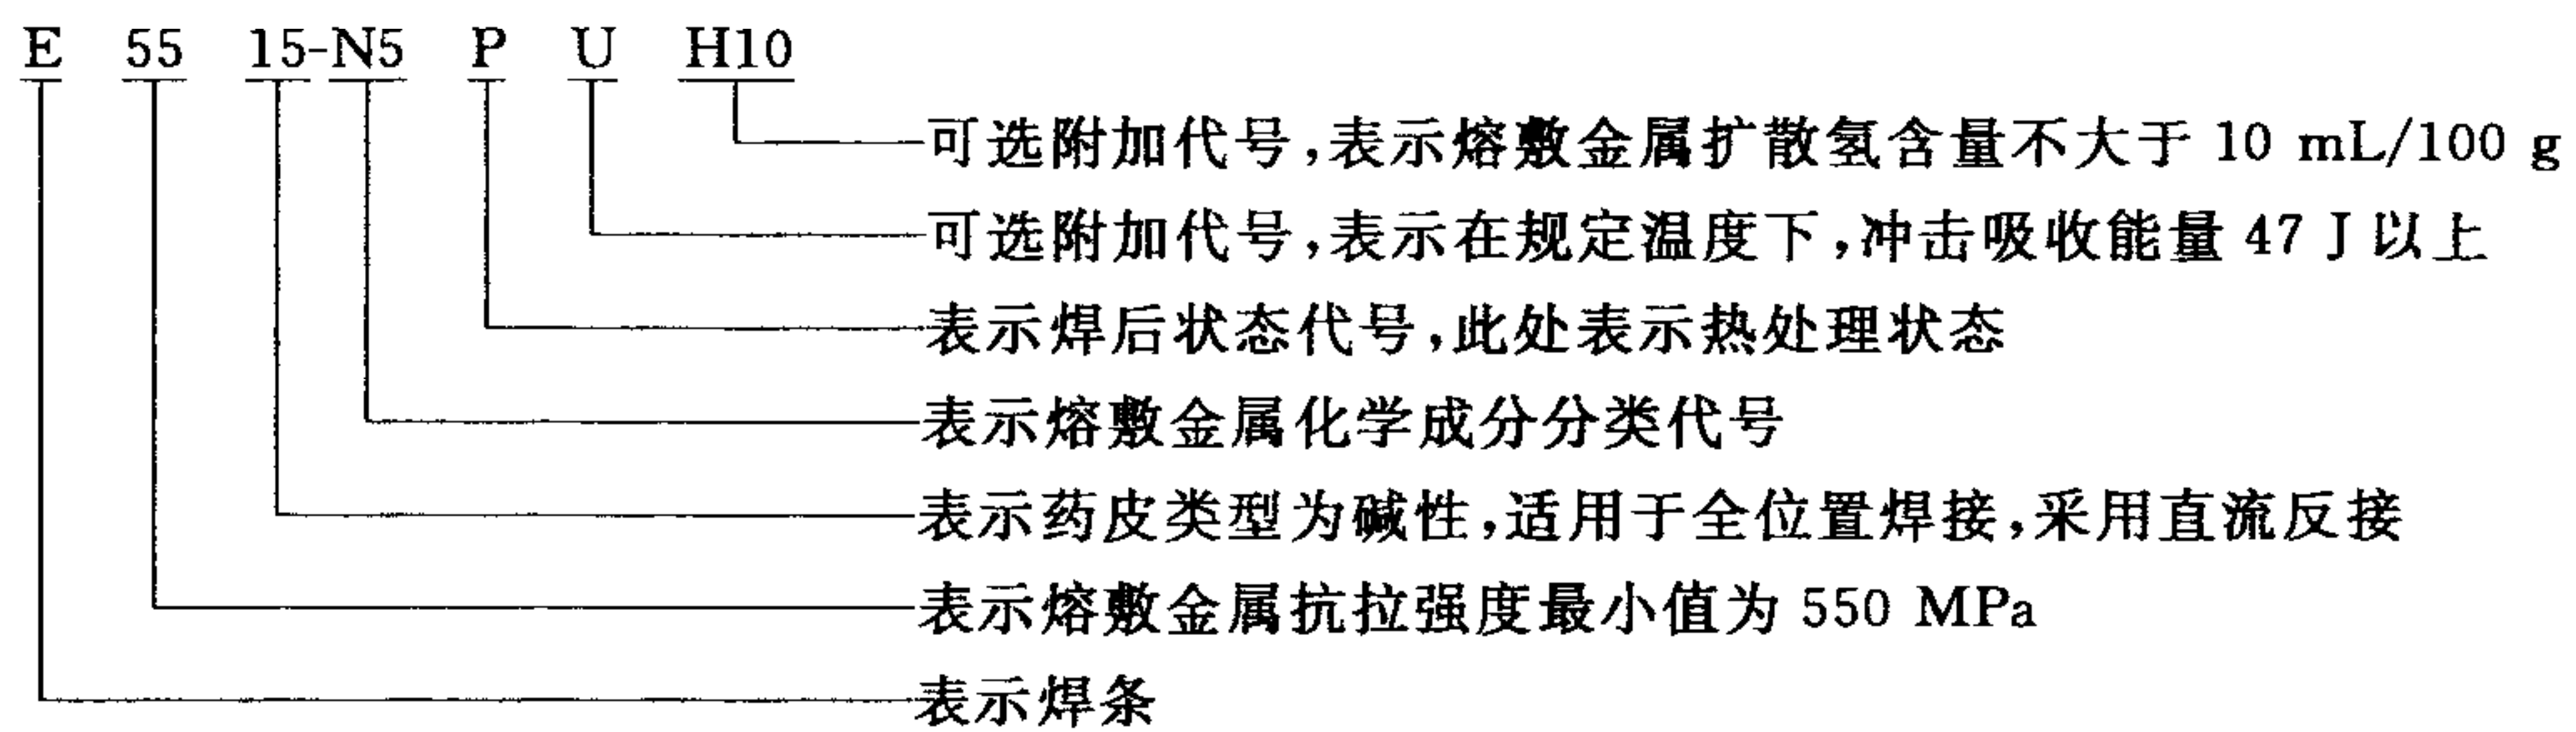 E 55 15-N5 P U H10
可选附加代号,表示熔敷金属扩散氢含量不大于 10 mL/100 g
可选附加代号,表示在规定温度下,冲击吸收能量 47 J 以上
表示焊后状态代号,此处表示热处理状态
表示熔敷金属化学成分分类代号
表示药皮类型为碱性,适用于全位置焊接,采用直流反接
表示熔敷金属抗拉强度最小值为 550 MPa
表示焊条